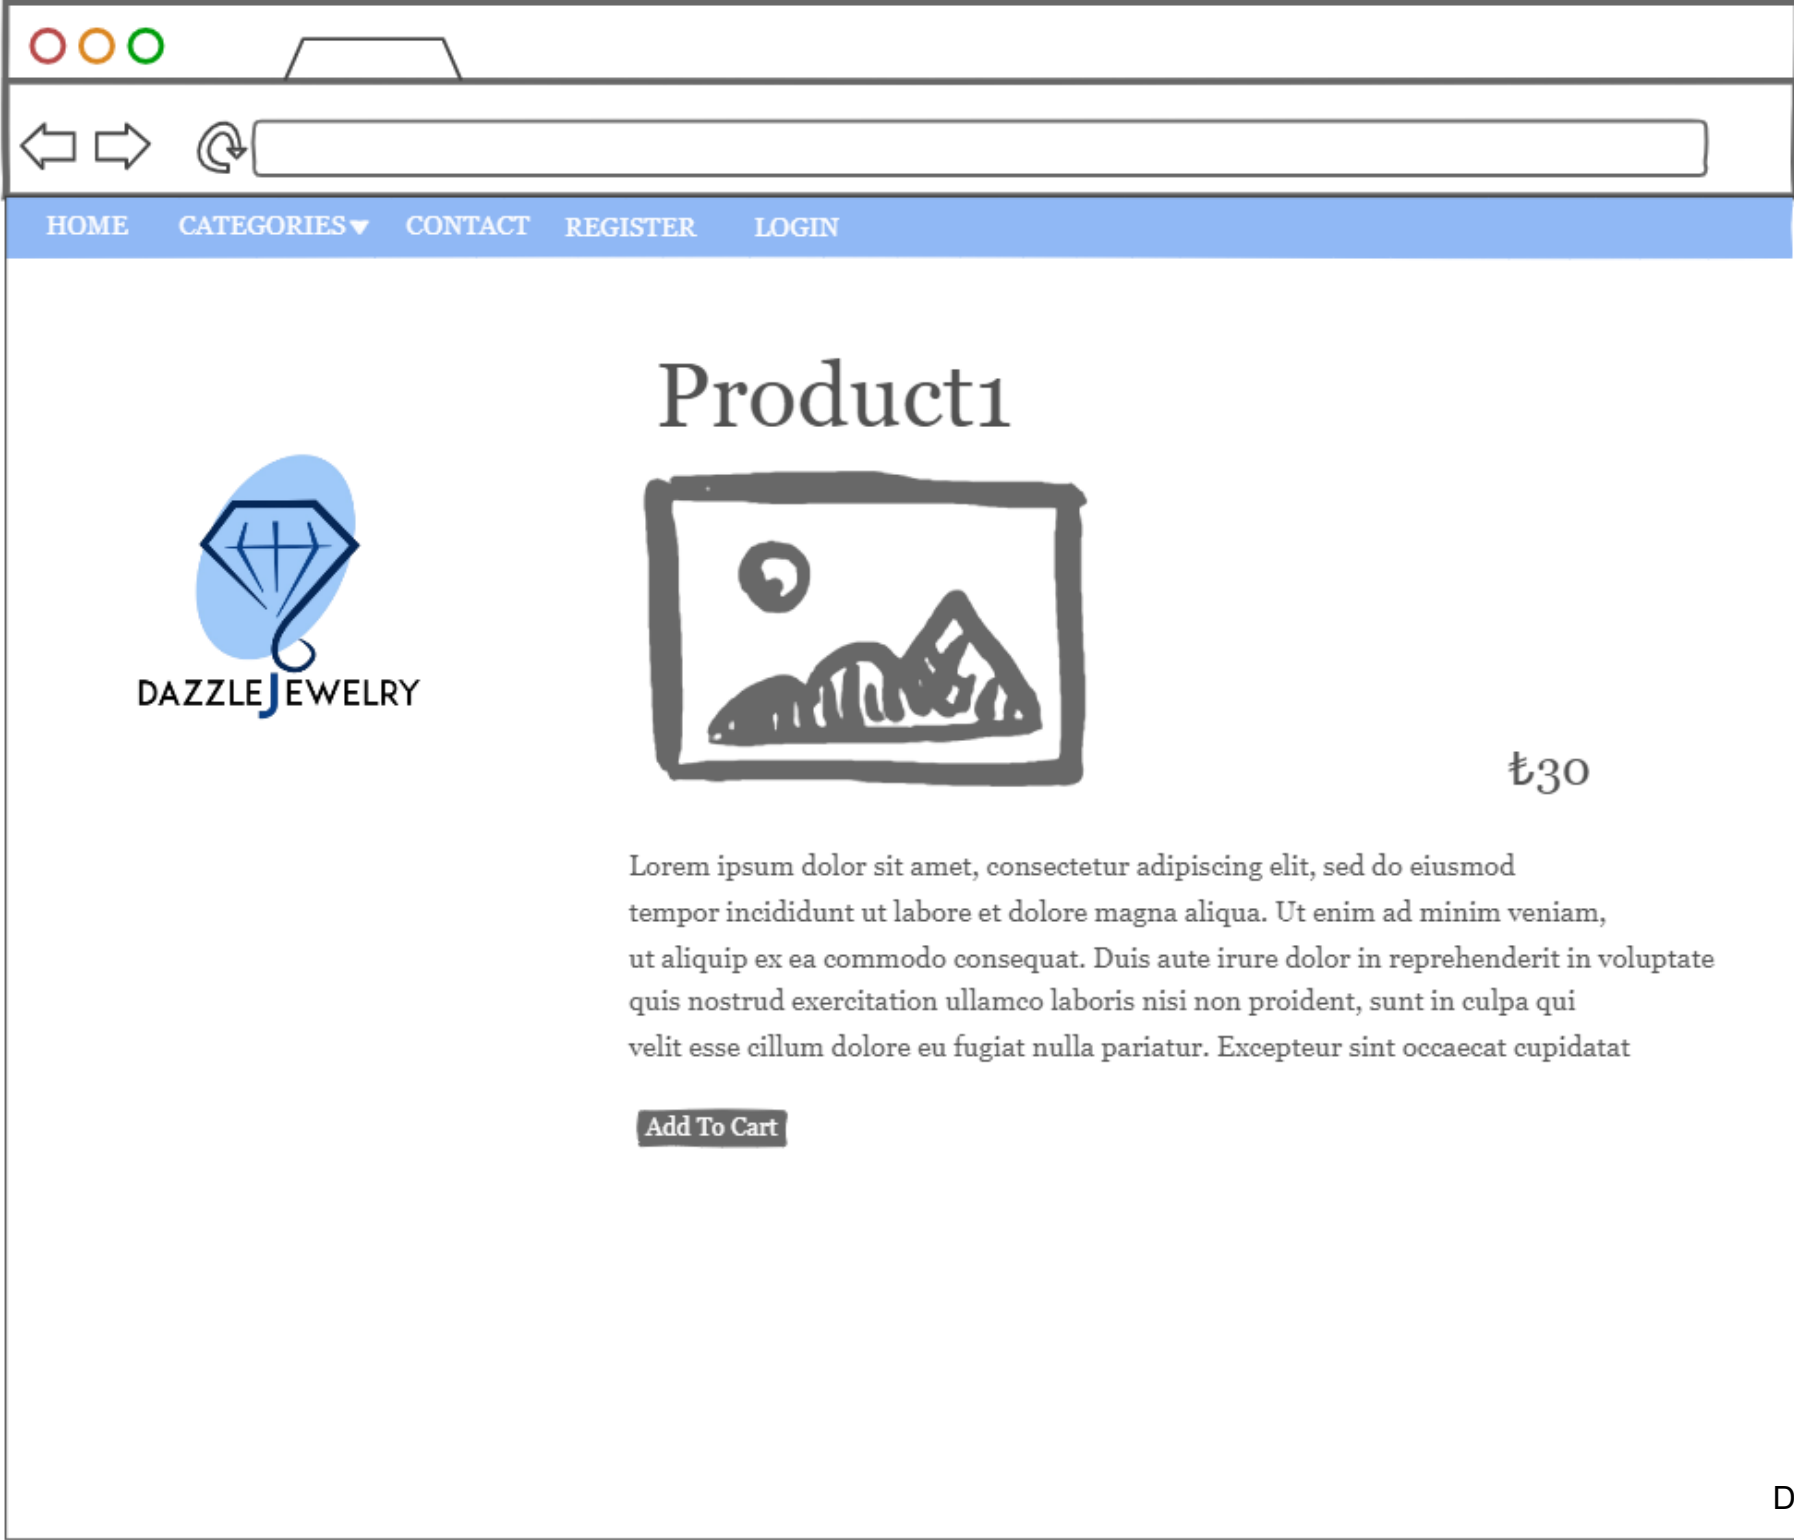 HOME CATEGORIES CONTACT REGISTER LOGIN
Product1
DAZZLEJEWELRY
₺30
Lorem ipsum dolor sit amet, consectetur adipiscing elit, sed do eiusmod
tempor incididunt ut labore et dolore magna aliqua. Ut enim ad minim veniam,
ut aliquip ex ea commodo consequat. Duis aute irure dolor in reprehenderit in voluptate
quis nostrud exercitation ullamco laboris nisi non proident, sunt in culpa qui
velit esse cillum dolore eu fugiat nulla pariatur. Excepteur sint occaecat cupidatat
Add To Cart
D